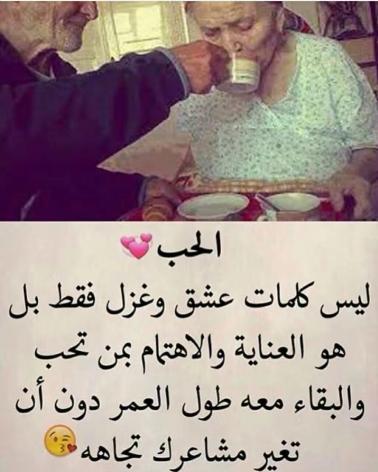 الحب💞
ليس كلمات عشق وغزل فقط بل
هو العناية والاهتمام بمن تحب
والبقاء معه طول العمر دون أن
تغير مشاعرك تجاهه😘